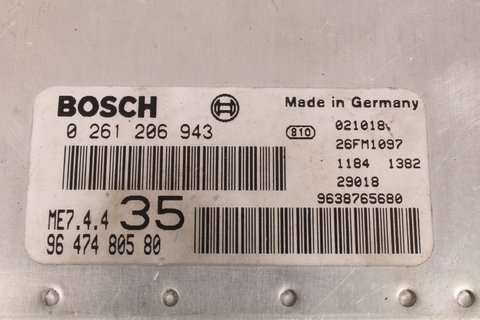 BOSCH
Made in Germany
0 261 206 943
810
021018
26FM1097
1184 1382
29018
9638765680
ME7.4.4 35
96 474 805 80